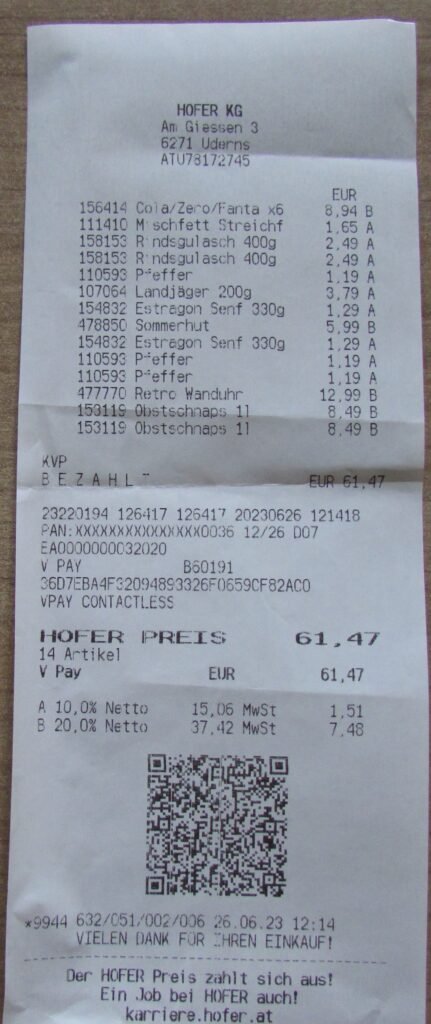 HOFER KG
Am Giessen 3
6271 Uderns
ATU78172745
EUR
156414 Cola/Zero/Fanta x6 8,94 B
111410 Mischfett Streichf 1,65 A
158153 Rindsgulasch 400g 2,49 A
158153 Rindsgulasch 400g 2,49 A
110593 Pfeffer 1,19 A
107064 Landjäger 200g 3,79 A
154832 Estragon Senf 330g 1,29 A
478850 Sommerhut 5,99 B
154832 Estragon Senf 330g 1,29 A
110593 Pfeffer 1,19 A
110593 Pfeffer 1,19 A
477770 Retro Wanduhr 12,99 B
153119 Obstschnaps 1l 8,49 B
153119 Obstschnaps 1l 8,49 B
KVP
B E Z A H L T EUR 61,47
23220194 126417 126417 20230626 121418
PAN:XXXXXXXXXXXXXXX0036 12/26 D07
EA0000000032020
V PAY B60191
36D7EBA4F32094893326F0659CF82AC0
VPAY CONTACTLESS
HOFER PREIS 61,47
14 Artikel
V Pay EUR 61,47
A 10,0% Netto 15,06 MwSt 1,51
B 20,0% Netto 37,42 MwSt 7,48
*9944 632/051/002/006 26.06.23 12:14
VIELEN DANK FÜR IHREN EINKAUF!
Der HOFER Preis zahlt sich aus!
Ein Job bei HOFER auch!
karriere.hofer.at